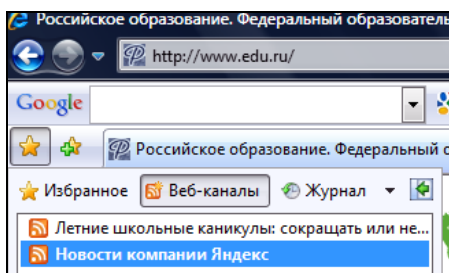 Российское образование. Федеральный образователь
http://www.edu.ru/
Google
Российское образование. Федеральный о
Избранное Веб-каналы Журнал
Летние школьные каникулы: сокращать или не...
Новости компании Яндекс